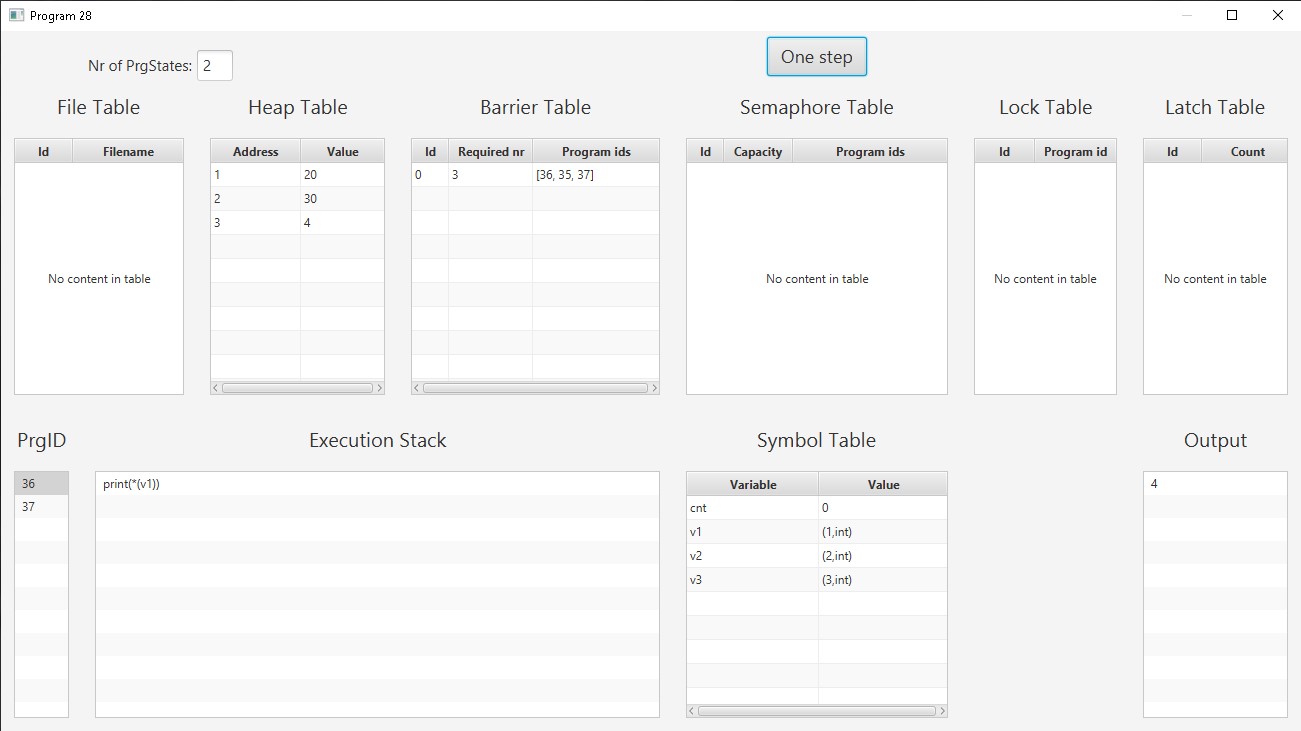 Program 28
Nr of PrgStates: 2
One step
File Table
Heap Table
Barrier Table
Semaphore Table
Lock Table
Latch Table
Id Filename
No content in table
Address Value
1 20
2 30
3 4
Id Required nr Program ids
0 3 [36, 35, 37]
Id Capacity Program ids
No content in table
Id Program id
No content in table
Id Count
No content in table
PrgID
Execution Stack
Symbol Table
Output
36
37
print(*(v1))
Variable Value
cnt 0
v1 (1,int)
v2 (2,int)
v3 (3,int)
4